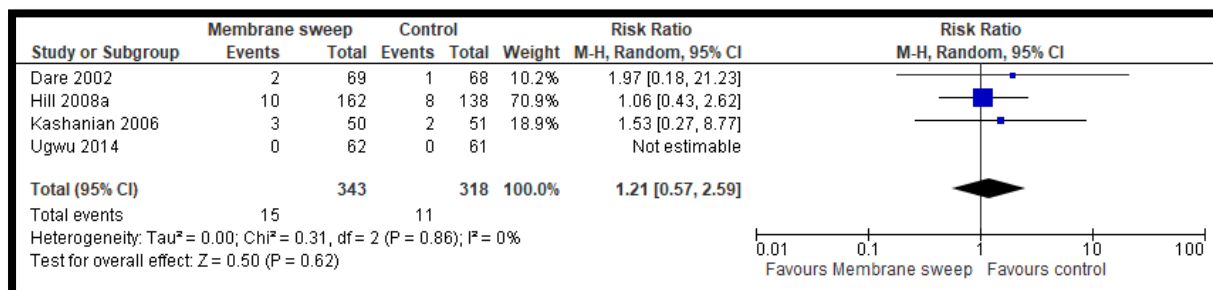 Membrane sweep Control Risk Ratio Risk Ratio
Study or Subgroup Events Total Events Total Weight M-H, Random, 95% CI M-H, Random, 95% CI
Dare 2002 2 69 1 68 10.2% 1.97 [0.18, 21.23]
Hill 2008a 10 162 8 138 70.9% 1.06 [0.43, 2.62]
Kashanian 2006 3 50 2 51 18.9% 1.53 [0.27, 8.77]
Ugwu 2014 0 62 0 61 Not estimable
Total (95% CI) 343 318 100.0% 1.21 [0.57, 2.59]
Total events 15 11
Heterogeneity: Tau² = 0.00; Chi² = 0.31, df = 2 (P = 0.86); I² = 0%
Test for overall effect: Z = 0.50 (P = 0.62)
0.01 0.1 1 10 100
Favours Membrane sweep Favours control